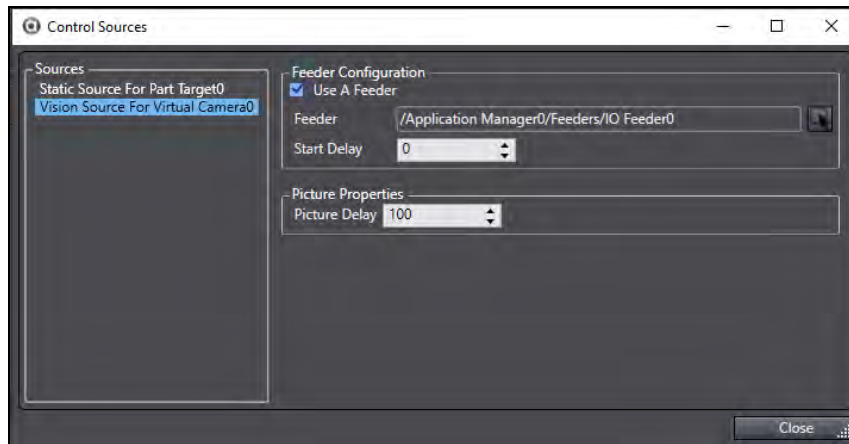 Control Sources
Sources
Static Source For Part Target0
Vision Source For Virtual Camera0
Feeder Configuration
Use A Feeder
Feeder /Application Manager0/Feeders/IO Feeder0
Start Delay 0
Picture Properties
Picture Delay 100
Close